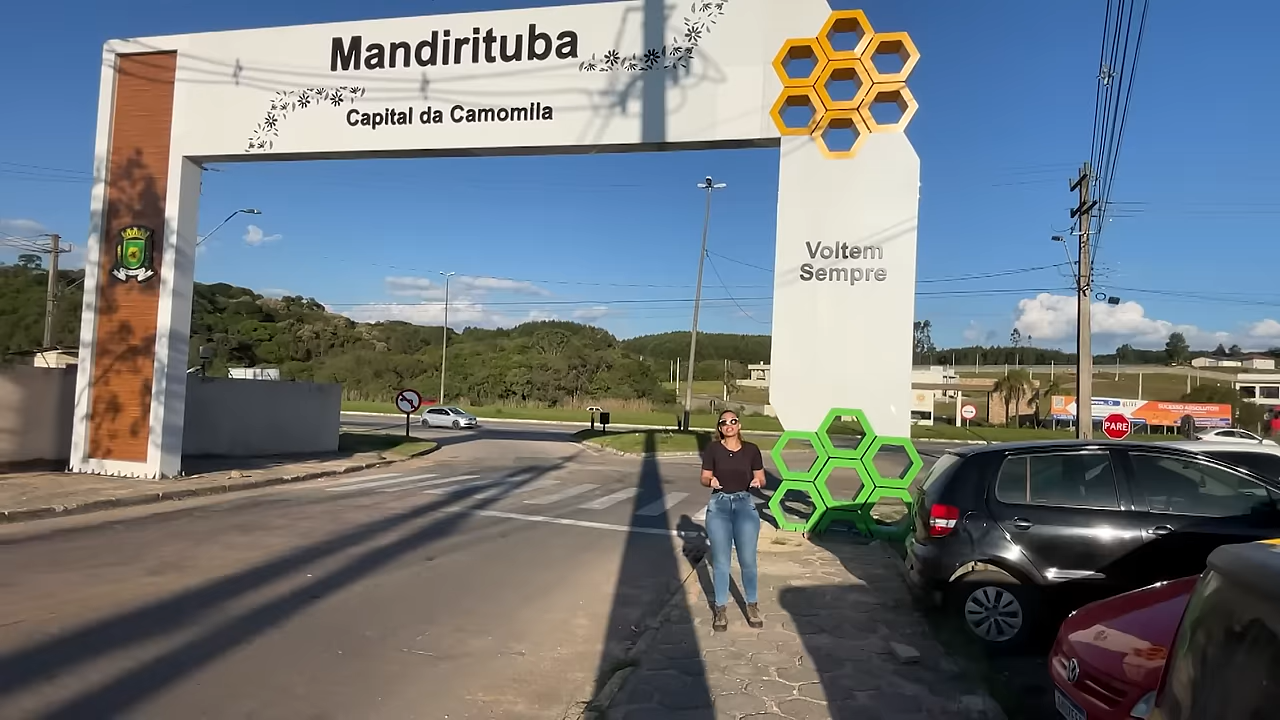 Mandirituba
Capital da Camomila
Voltem
Sempre
PARE